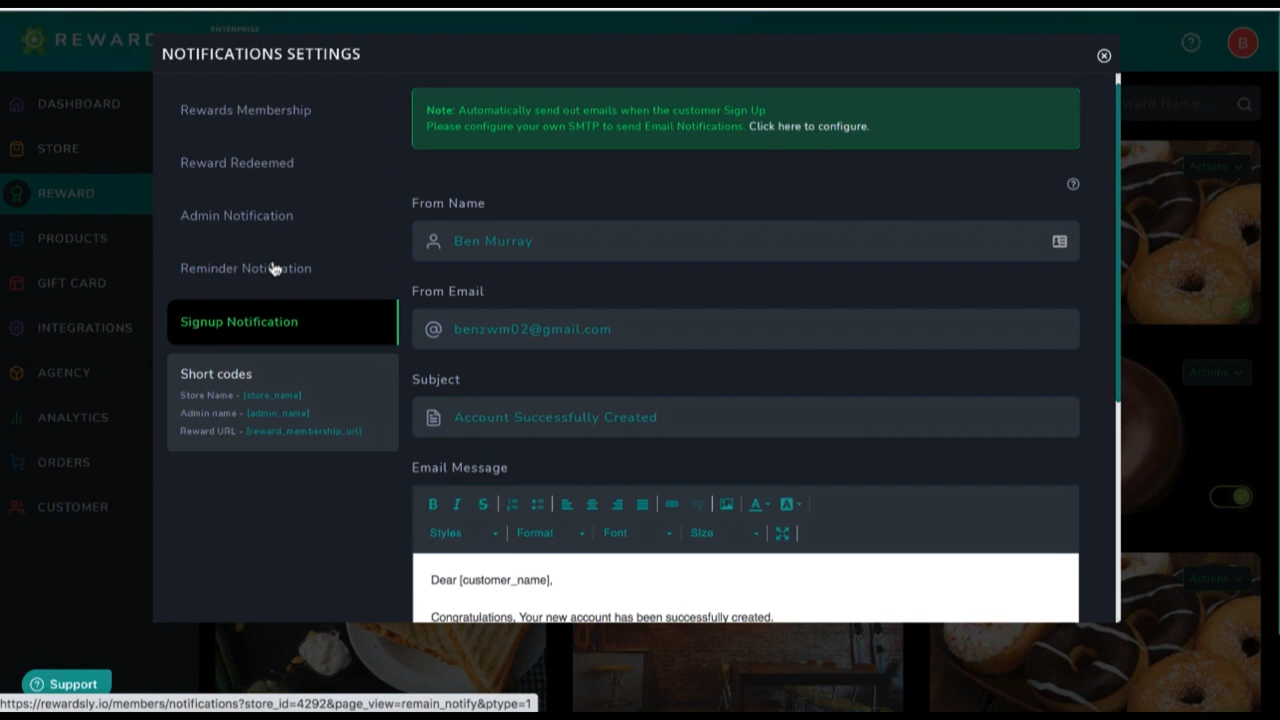 ENTERPRISE
REWARD
B
NOTIFICATIONS SETTINGS
DASHBOARD
STORE
REWARD
PRODUCTS
GIFT CARD
INTEGRATIONS
AGENCY
ANALYTICS
ORDERS
CUSTOMER
Support
Rewards Membership
Reward Redeemed
Admin Notification
Reminder Notification
Signup Notification
Short codes
Store Name - [store_name]
Admin name - [admin_name]
Reward URL - [reward_membership_url]
Note: Automatically send out emails when the customer Sign Up
Please configure your own SMTP to send Email Notifications. Click here to configure.
From Name
Ben Murray
From Email
benzwm02@gmail.com
Subject
Account Successfully Created
Email Message
B I S A A
Styles Format Font Size
Dear [customer_name],
Congratulations, Your new account has been successfully created.
Name...
Actions
Actions
Actions
https://rewardsly.io/members/notifications?store_id=4292&page_view=remain_notify&ptype=1